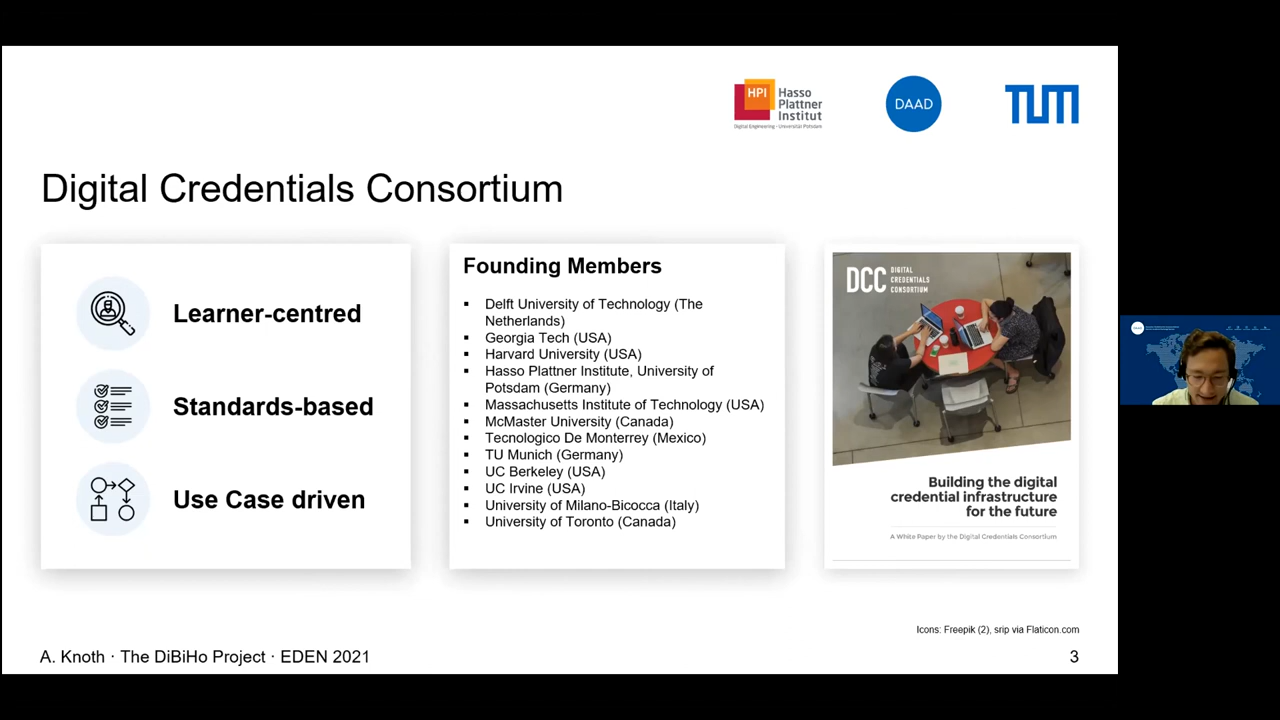 HPI
Hasso
Plattner
Institut
Digital Engineering · Universität Potsdam
DAAD
TUM
Digital Credentials Consortium
Learner-centred
Standards-based
Use Case driven
Founding Members
▪ Delft University of Technology (The
Netherlands)
▪ Georgia Tech (USA)
▪ Harvard University (USA)
▪ Hasso Plattner Institute, University of
Potsdam (Germany)
▪ Massachusetts Institute of Technology (USA)
▪ McMaster University (Canada)
▪ Tecnologico De Monterrey (Mexico)
▪ TU Munich (Germany)
▪ UC Berkeley (USA)
▪ UC Irvine (USA)
▪ University of Milano-Bicocca (Italy)
▪ University of Toronto (Canada)
DCC
DIGITAL
CREDENTIALS
CONSORTIUM
Building the digital
credential infrastructure
for the future
A White Paper by the Digital Credentials Consortium
Icons: Freepik (2), srip via Flaticon.com
A. Knoth · The DiBiHo Project · EDEN 2021
3
DAAD